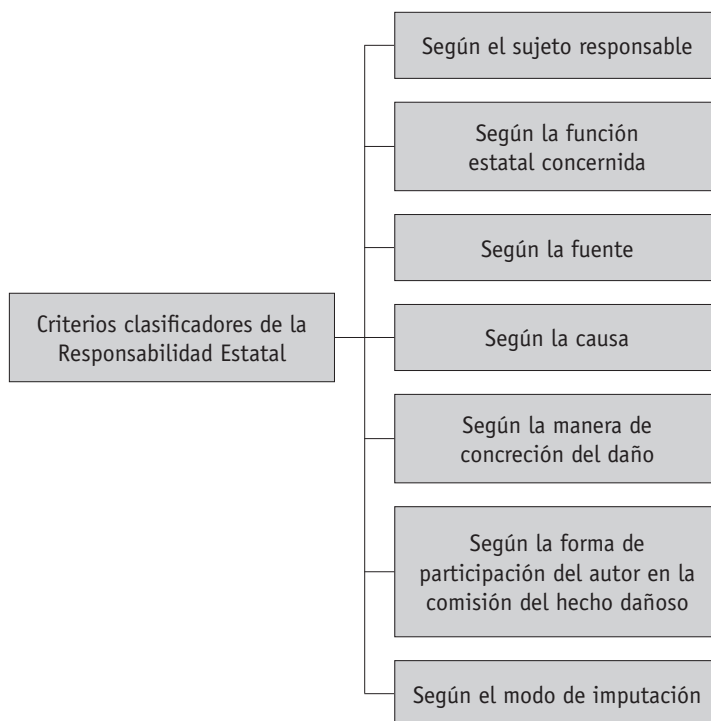 Según el sujeto responsable
Según la función
estatal concernida
Según la fuente
Criterios clasificadores de la
Responsabilidad Estatal
Según la causa
Según la manera de
concreción del daño
Según la forma de
participación del autor en la
comisión del hecho dañoso
Según el modo de imputación